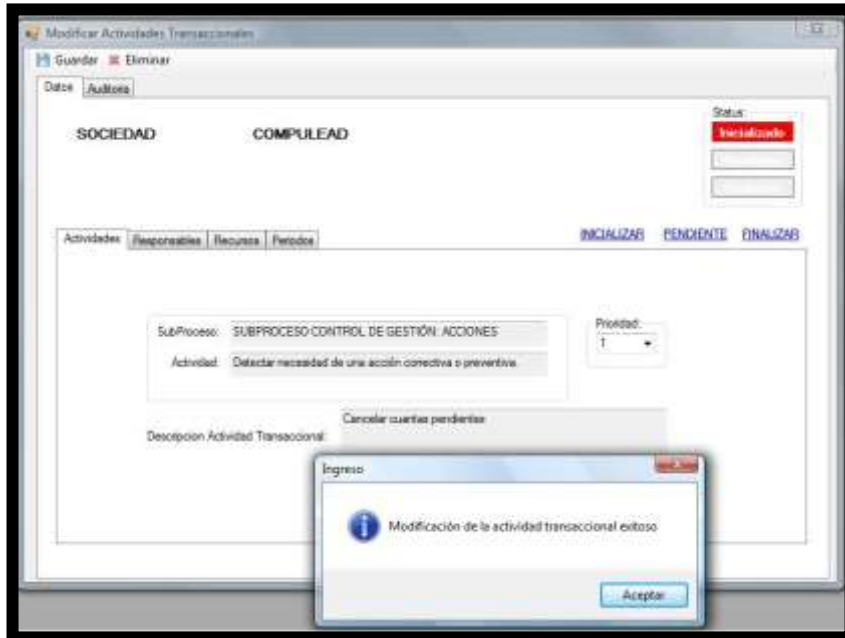 Modificar Actividades Transaccionales
Guardar Eliminar
Datos Auditoria
SOCIEDAD COMPULEAD
Status:
Inicializado
Actividades Responsables Recursos Periodos
INICIALIZAR PENDIENTE FINALIZAR
SubProceso: SUBPROCESO CONTROL DE GESTIÓN: ACCIONES
Prioridad:
1
Actividad: Detectar necesidad de una acción correctiva o preventiva.
Cancelar cuentas pendientes
Descripcion Actividad Transaccional:
Ingreso
Modificación de la actividad transaccional exitoso
Aceptar